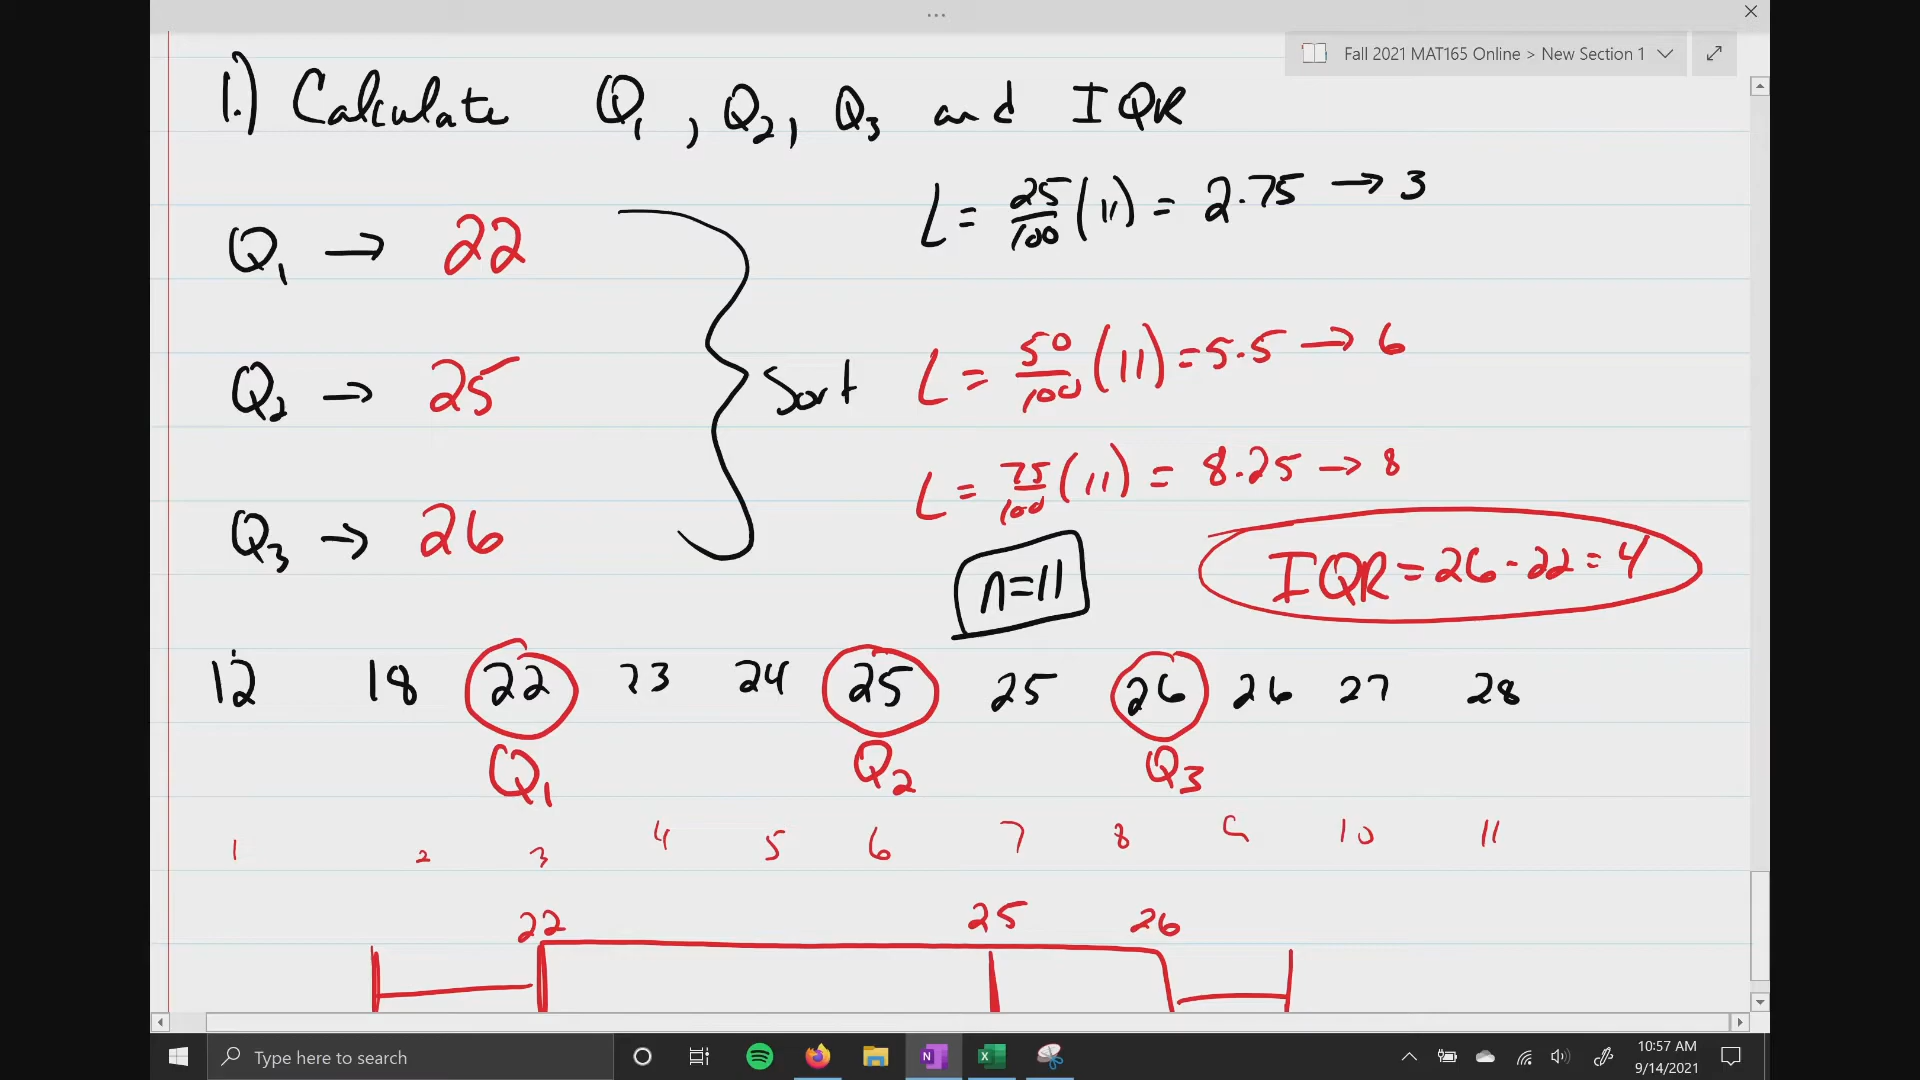 Fall 2021 MAT165 Online > New Section 1
1.) Calculate Q1, Q2, Q3 and IQR
L = 25/100 (11) = 2.75 → 3
Q1 → 22
L = 50/100 (11) = 5.5 → 6
Q2 → 25
Sort
L = 75/100 (11) = 8.25 → 8
Q3 → 26
n=11
IQR = 26 - 22 = 4
12 18 22 23 24 25 25 26 26 27 28
Q1 Q2 Q3
1 2 3 4 5 6 7 8 9 10 11
22 25 26
Type here to search
10:57 AM
9/14/2021